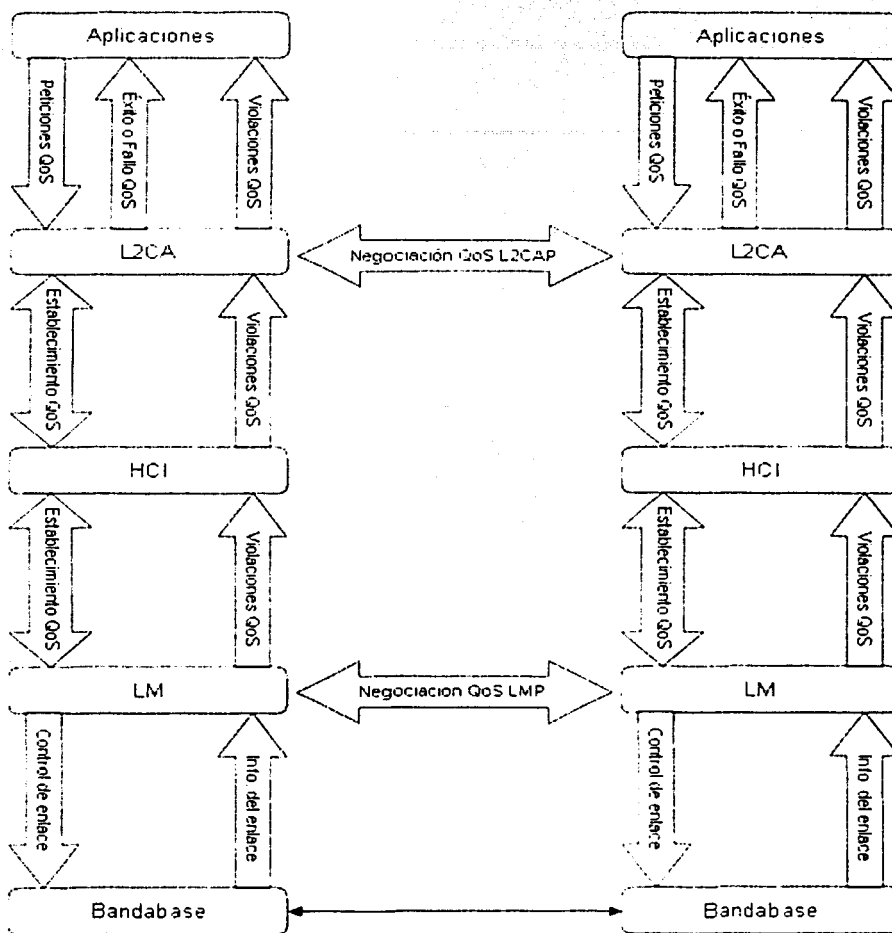 Aplicaciones
Aplicaciones
Peticiones QoS
Éxito o Fallo QoS
Violaciones QoS
Peticiones QoS
Éxito o Fallo QoS
Violaciones QoS
L2CA
Negociación QoS L2CAP
L2CA
Establecimiento QoS
Violaciones QoS
Establecimiento QoS
Violaciones QoS
HCI
HCI
Establecimiento QoS
Violaciones QoS
Establecimiento QoS
Violaciones QoS
LM
Negociación QoS LMP
LM
Control de enlace
Info. del enlace
Control de enlace
Info. del enlace
Bandabase
Bandabase